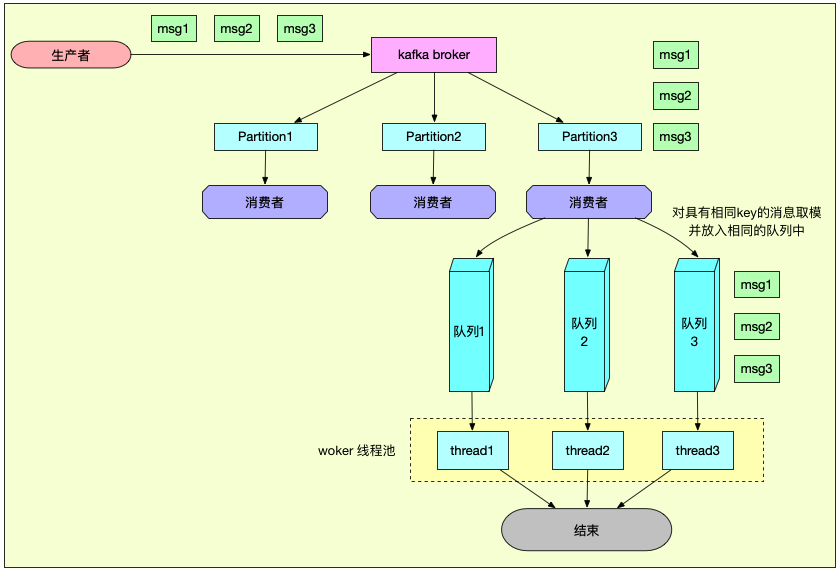 msg1
msg2
msg3
生产者
kafka broker
msg1
msg2
msg3
Partition1
Partition2
Partition3
消费者
消费者
消费者
对具有相同key的消息取模
并放入相同的队列中
队列1
队列
2
队列
3
msg1
msg2
msg3
woker 线程池
thread1
thread2
thread3
结束